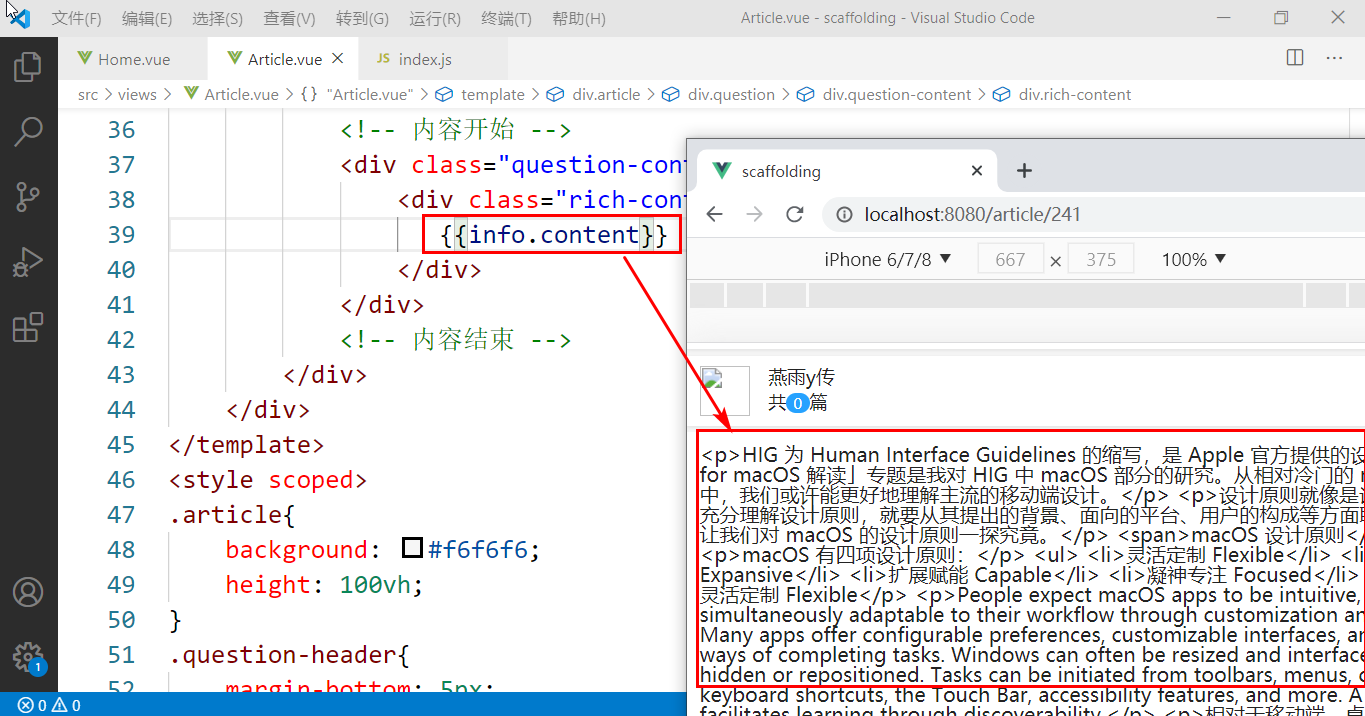 文件(F) 编辑(E) 选择(S) 查看(V) 转到(G) 运行(R) 终端(T) 帮助(H) Article.vue - scaffolding - Visual Studio Code
Home.vue Article.vue JS index.js
src > views > Article.vue > {} "Article.vue" > template > div.article > div.question > div.question-content > div.rich-content
36 <!-- 内容开始 -->
37 <div class="question-con
38 <div class="rich-con
39 {{info.content}}
40 </div>
41 </div>
42 <!-- 内容结束 -->
43 </div>
44 </div>
45 </template>
46 <style scoped>
47 .article{
48 background: #f6f6f6;
49 height: 100vh;
50 }
51 .question-header{
52 margin-bottom: 5px;
1
0 0
scaffolding
localhost:8080/article/241
iPhone 6/7/8 667 × 375 100%
燕雨y传
共0篇
<p>HIG 为 Human Interface Guidelines 的缩写，是 Apple 官方提供的设
for macOS 解读」专题是我对 HIG 中 macOS 部分的研究。从相对冷门的
中，我们或许能更好地理解主流的移动端设计。</p> <p>设计原则就像是
充分理解设计原则，就要从其提出的背景、面向的平台、用户的构成等方面
让我们对 macOS 的设计原则一探究竟。</p> <span>macOS 设计原则</
<p>macOS 有四项设计原则：</p> <ul> <li>灵活定制 Flexible</li> <li
Expansive</li> <li>扩展赋能 Capable</li> <li>凝神专注 Focused</li>
灵活定制 Flexible</p> <p>People expect macOS apps to be intuitive,
simultaneously adaptable to their workflow through customization an
Many apps offer configurable preferences, customizable interfaces, an
ways of completing tasks. Windows can often be resized and interface
hidden or repositioned. Tasks can be initiated from toolbars, menus, c
keyboard shortcuts, the Touch Bar, accessibility features, and more. A
facilitates learning through discoverability.</p> <p>相对于移动端，桌